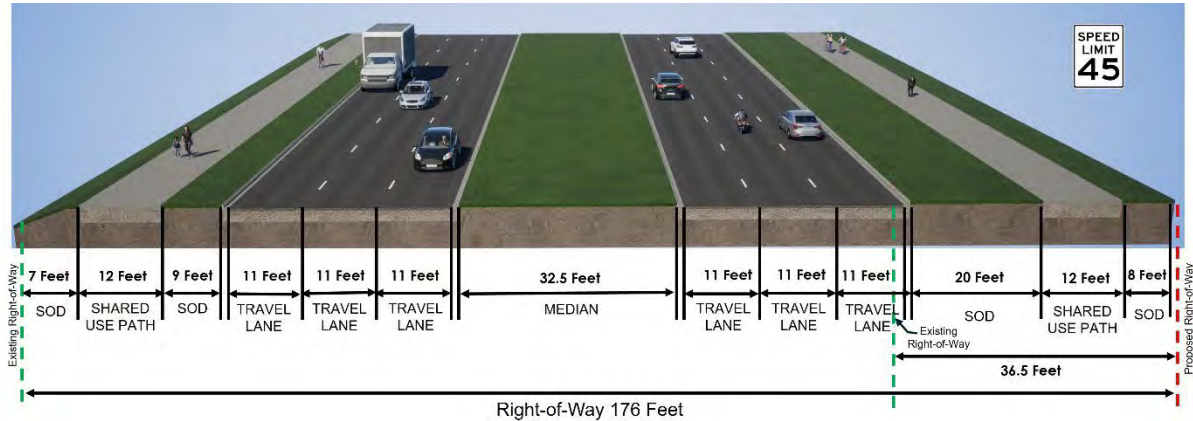 SPEED
LIMIT
45
7 Feet
12 Feet
9 Feet
11 Feet
11 Feet
11 Feet
32.5 Feet
11 Feet
11 Feet
11 Feet
20 Feet
12 Feet
8 Feet
SOD
SHARED
USE PATH
SOD
TRAVEL
LANE
TRAVEL
LANE
TRAVEL
LANE
MEDIAN
TRAVEL
LANE
TRAVEL
LANE
TRAVEL
LANE
SOD
SHARED
USE PATH
SOD
Existing Right-of-Way
Existing
Right-of-Way
Proposed Right-of-Way
36.5 Feet
Right-of-Way 176 Feet